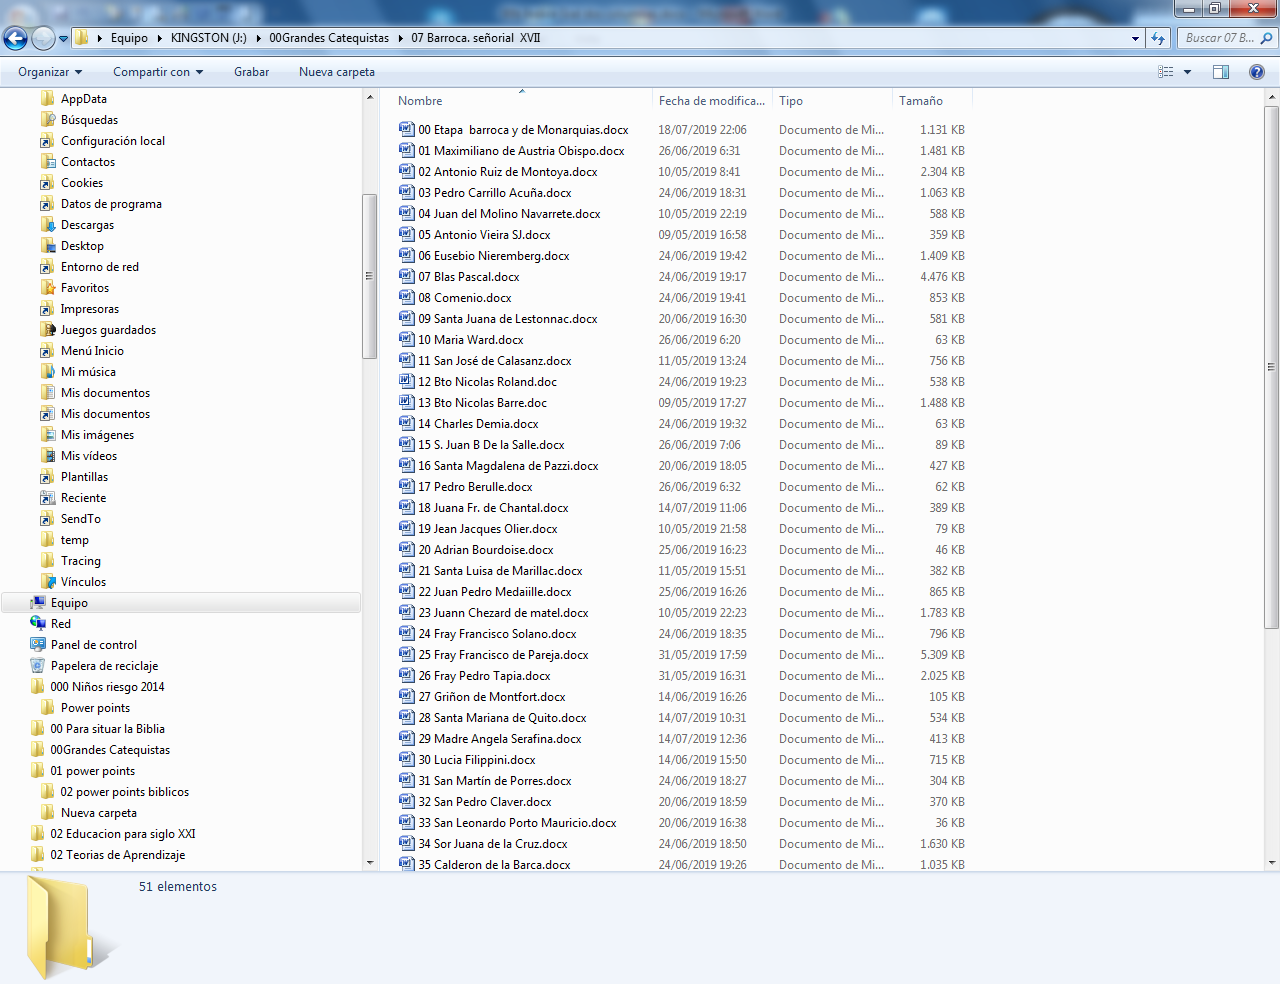 Equipo KINGSTON (J:) 00Grandes Catequistas 07 Barroca. señorial XVII
Buscar 07 B...
Organizar Compartir con Grabar Nueva carpeta
AppData
Búsquedas
Configuración local
Contactos
Cookies
Datos de programa
Descargas
Desktop
Entorno de red
Favoritos
Impresoras
Juegos guardados
Menú Inicio
Mi música
Mis documentos
Mis documentos
Mis imágenes
Mis vídeos
Plantillas
Reciente
SendTo
temp
Tracing
Vínculos
Equipo
Red
Panel de control
Papelera de reciclaje
000 Niños riesgo 2014
Power points
00 Para situar la Biblia
00Grandes Catequistas
01 power points
02 power points biblicos
Nueva carpeta
02 Educacion para siglo XXI
02 Teorias de Aprendizaje
Nombre Fecha de modifica... Tipo Tamaño
00 Etapa barroca y de Monarquias.docx 18/07/2019 22:06 Documento de Mi... 1.131 KB
01 Maximiliano de Austria Obispo.docx 26/06/2019 6:31 Documento de Mi... 1.481 KB
02 Antonio Ruiz de Montoya.docx 10/05/2019 8:41 Documento de Mi... 2.304 KB
03 Pedro Carrillo Acuña.docx 24/06/2019 18:31 Documento de Mi... 1.063 KB
04 Juan del Molino Navarrete.docx 10/05/2019 22:19 Documento de Mi... 588 KB
05 Antonio Vieira SJ.docx 09/05/2019 16:58 Documento de Mi... 359 KB
06 Eusebio Nieremberg.docx 24/06/2019 19:42 Documento de Mi... 1.409 KB
07 Blas Pascal.docx 24/06/2019 19:17 Documento de Mi... 4.476 KB
08 Comenio.docx 24/06/2019 19:41 Documento de Mi... 853 KB
09 Santa Juana de Lestonnac.docx 20/06/2019 16:30 Documento de Mi... 581 KB
10 Maria Ward.docx 26/06/2019 6:20 Documento de Mi... 63 KB
11 San José de Calasanz.docx 11/05/2019 13:24 Documento de Mi... 756 KB
12 Bto Nicolas Roland.doc 24/06/2019 19:23 Documento de Mi... 538 KB
13 Bto Nicolas Barre.doc 09/05/2019 17:27 Documento de Mi... 1.488 KB
14 Charles Demia.docx 24/06/2019 19:32 Documento de Mi... 63 KB
15 S. Juan B De la Salle.docx 26/06/2019 7:06 Documento de Mi... 89 KB
16 Santa Magdalena de Pazzi.docx 20/06/2019 18:05 Documento de Mi... 427 KB
17 Pedro Berulle.docx 26/06/2019 6:32 Documento de Mi... 62 KB
18 Juana Fr. de Chantal.docx 14/07/2019 11:06 Documento de Mi... 389 KB
19 Jean Jacques Olier.docx 10/05/2019 21:58 Documento de Mi... 79 KB
20 Adrian Bourdoise.docx 25/06/2019 16:23 Documento de Mi... 46 KB
21 Santa Luisa de Marillac.docx 11/05/2019 15:51 Documento de Mi... 382 KB
22 Juan Pedro Medaiille.docx 25/06/2019 16:26 Documento de Mi... 865 KB
23 Juann Chezard de matel.docx 10/05/2019 22:23 Documento de Mi... 1.783 KB
24 Fray Francisco Solano.docx 24/06/2019 18:35 Documento de Mi... 796 KB
25 Fray Francisco de Pareja.docx 31/05/2019 17:59 Documento de Mi... 5.309 KB
26 Fray Pedro Tapia.docx 31/05/2019 16:31 Documento de Mi... 2.025 KB
27 Griñon de Montfort.docx 14/06/2019 16:26 Documento de Mi... 105 KB
28 Santa Mariana de Quito.docx 14/07/2019 10:31 Documento de Mi... 534 KB
29 Madre Angela Serafina.docx 14/07/2019 12:36 Documento de Mi... 413 KB
30 Lucia Filippini.docx 14/06/2019 15:50 Documento de Mi... 715 KB
31 San Martín de Porres.docx 24/06/2019 18:27 Documento de Mi... 304 KB
32 San Pedro Claver.docx 20/06/2019 18:59 Documento de Mi... 370 KB
33 San Leonardo Porto Mauricio.docx 20/06/2019 16:38 Documento de Mi... 36 KB
34 Sor Juana de la Cruz.docx 24/06/2019 18:50 Documento de Mi... 1.630 KB
35 Calderon de la Barca.docx 24/06/2019 19:26 Documento de Mi... 1.035 KB
51 elementos